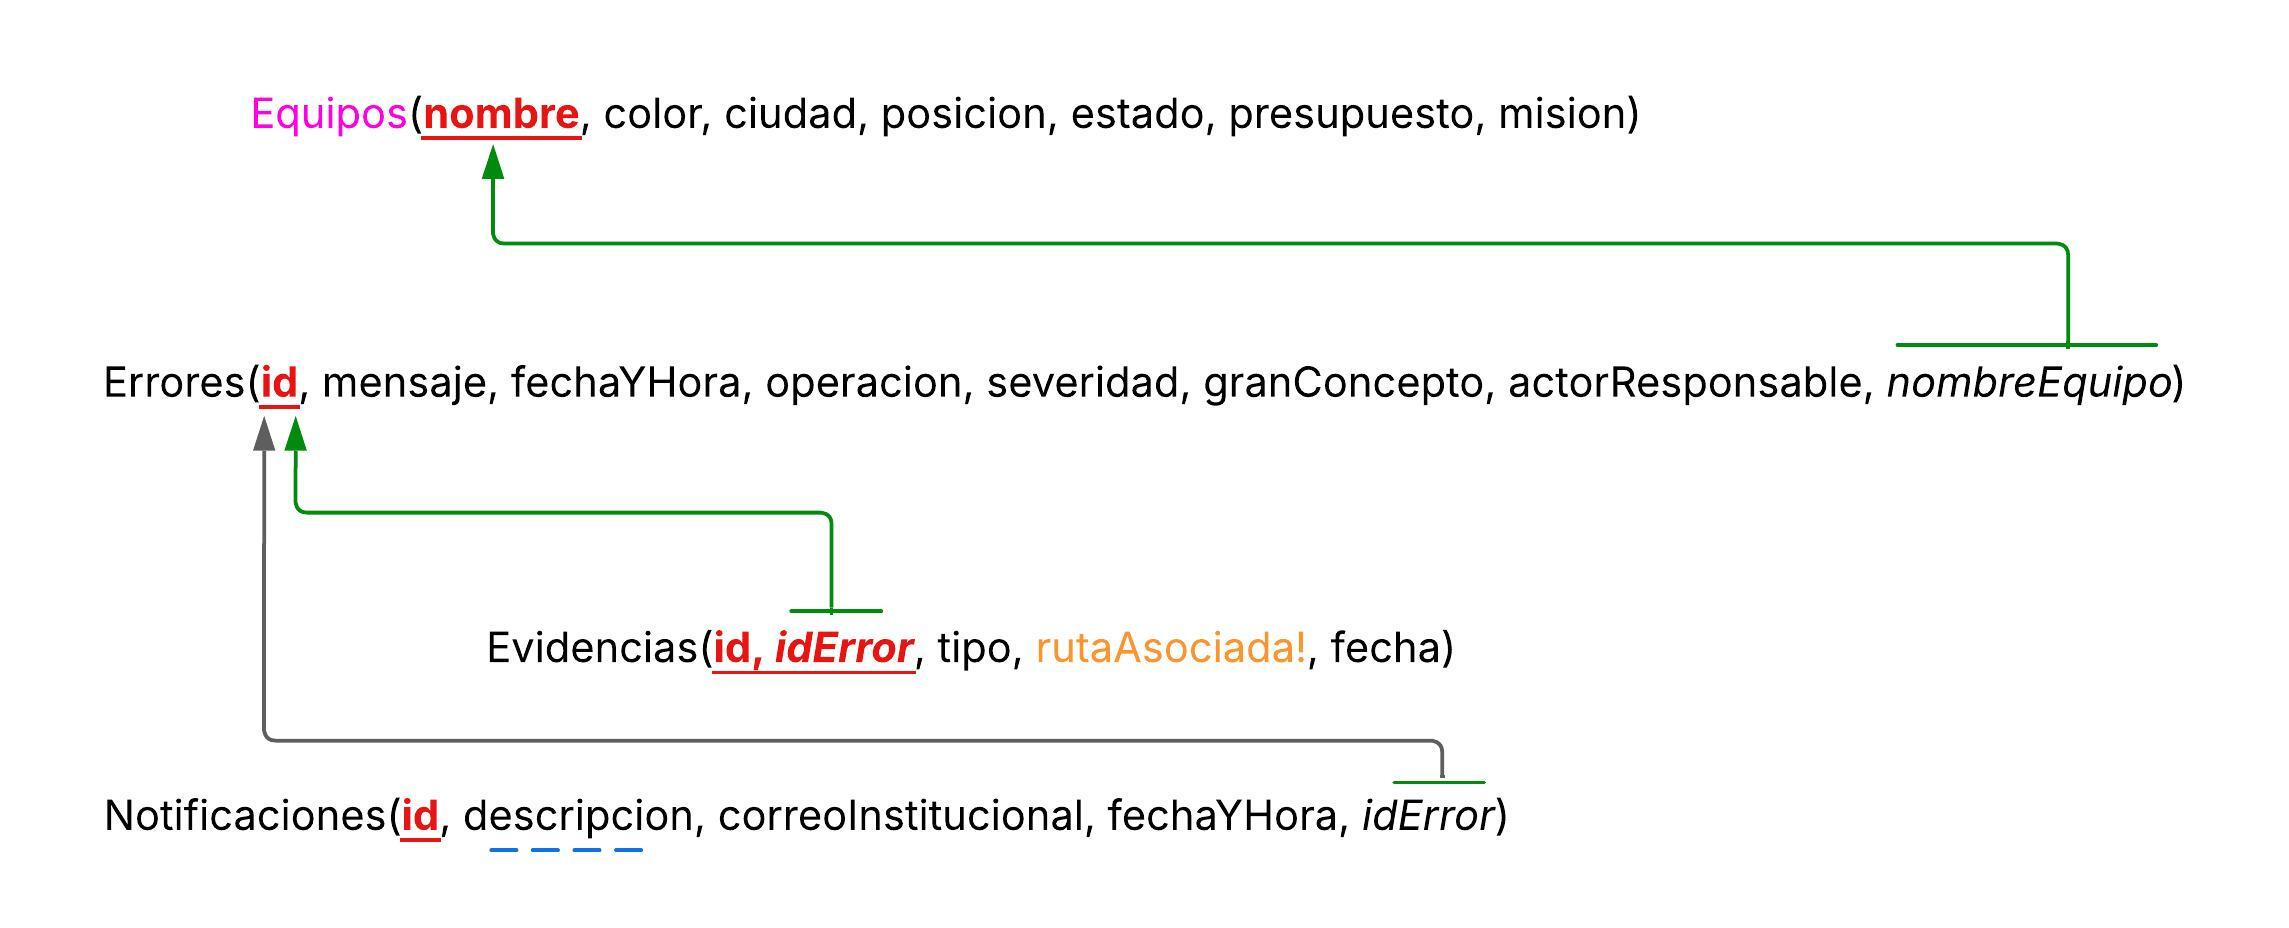 Equipos(nombre, color, ciudad, posicion, estado, presupuesto, mision)
Errores(id, mensaje, fechaYHora, operacion, severidad, granConcepto, actorResponsable, nombreEquipo)
Evidencias(id, idError, tipo, rutaAsociada!, fecha)
Notificaciones(id, descripcion, correoInstitucional, fechaYHora, idError)